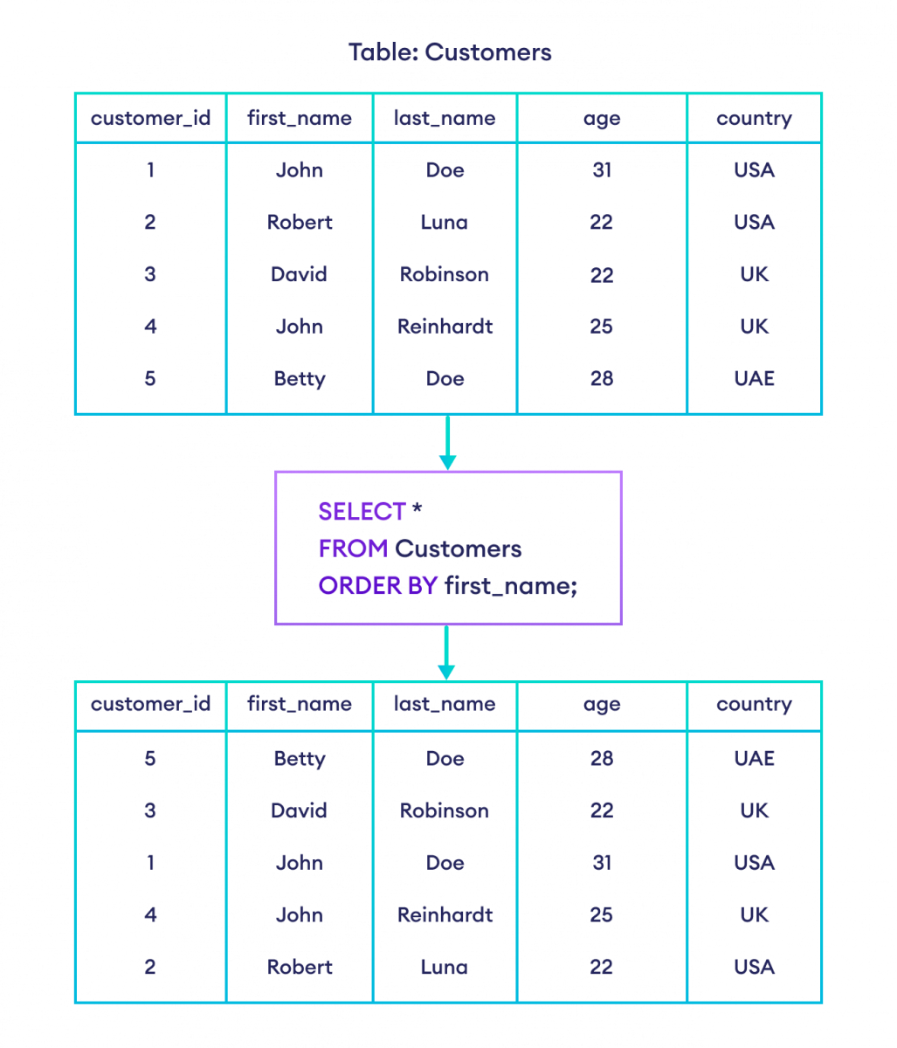 Table: Customers
customer_id first_name last_name age country
1 John Doe 31 USA
2 Robert Luna 22 USA
3 David Robinson 22 UK
4 John Reinhardt 25 UK
5 Betty Doe 28 UAE
SELECT *
FROM Customers
ORDER BY first_name;
customer_id first_name last_name age country
5 Betty Doe 28 UAE
3 David Robinson 22 UK
1 John Doe 31 USA
4 John Reinhardt 25 UK
2 Robert Luna 22 USA